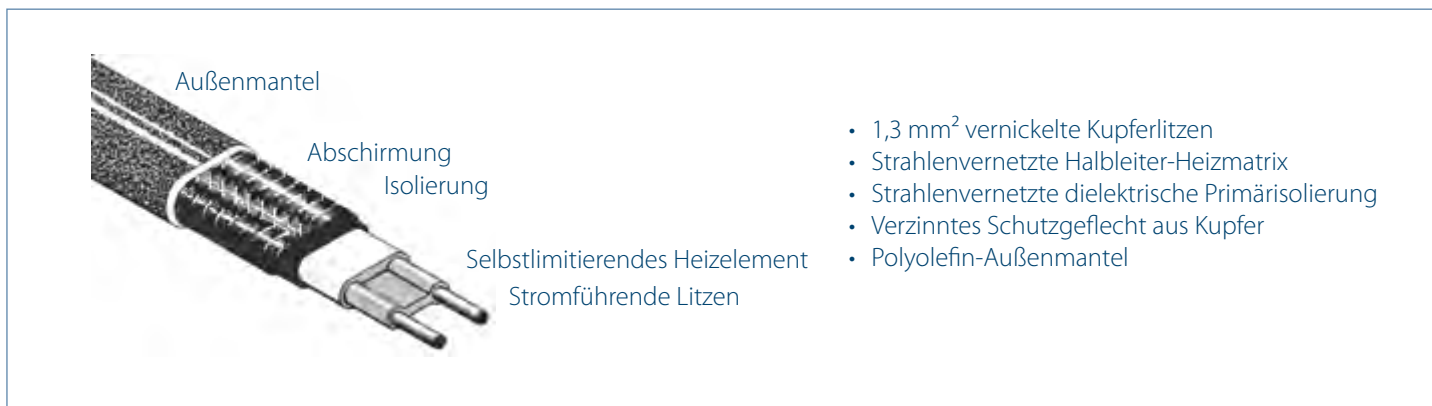 Außenmantel
Abschirmung
Isolierung
Selbstlimitierendes Heizelement
Stromführende Litzen
• 1,3 mm² vernickelte Kupferlitzen
• Strahlenvernetzte Halbleiter-Heizmatrix
• Strahlenvernetzte dielektrische Primärisolierung
• Verzinntes Schutzgeflecht aus Kupfer
• Polyolefin-Außenmantel